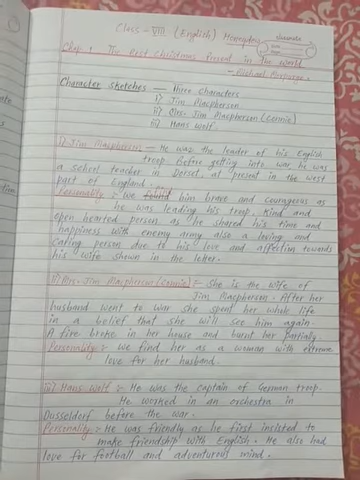 Class - VIII (English) Honeydew
Chap 1 The Best Christmas Present in the World
- Michael Morpurgo.
Character Sketches — Three Characters
i) Jim Macpherson
ii) Mrs. Jim Macpherson (Connie)
iii) Hans Wolf.
i) Jim Macpherson - He was the leader of his English
troop. Before getting into war he was
a school teacher in Dorset, at present in the west
part of England.
Personality :- We found him brave and courageous as
he was leading his troop. Kind and
open hearted person as he shared his time and
happiness with enemy army also a loving and
caring person due to his love and affection towards
his wife shown in the letter.
ii) Mrs. Jim Macpherson (Connie) :- She is the wife of
Jim Macpherson. After her
husband went to war she spent her whole life
in a belief that she will see him again.
A fire broke in her house and burnt her partially.
Personality :- We find her as a woman with extreme
love for her husband.
iii) Hans Wolf :- He was the captain of German troop.
He worked in an orchestra in
Dusseldorf before the war.
Personality :- He was friendly as he first insisted to
make friendship with English. He also had
love for football and adventurous mind.